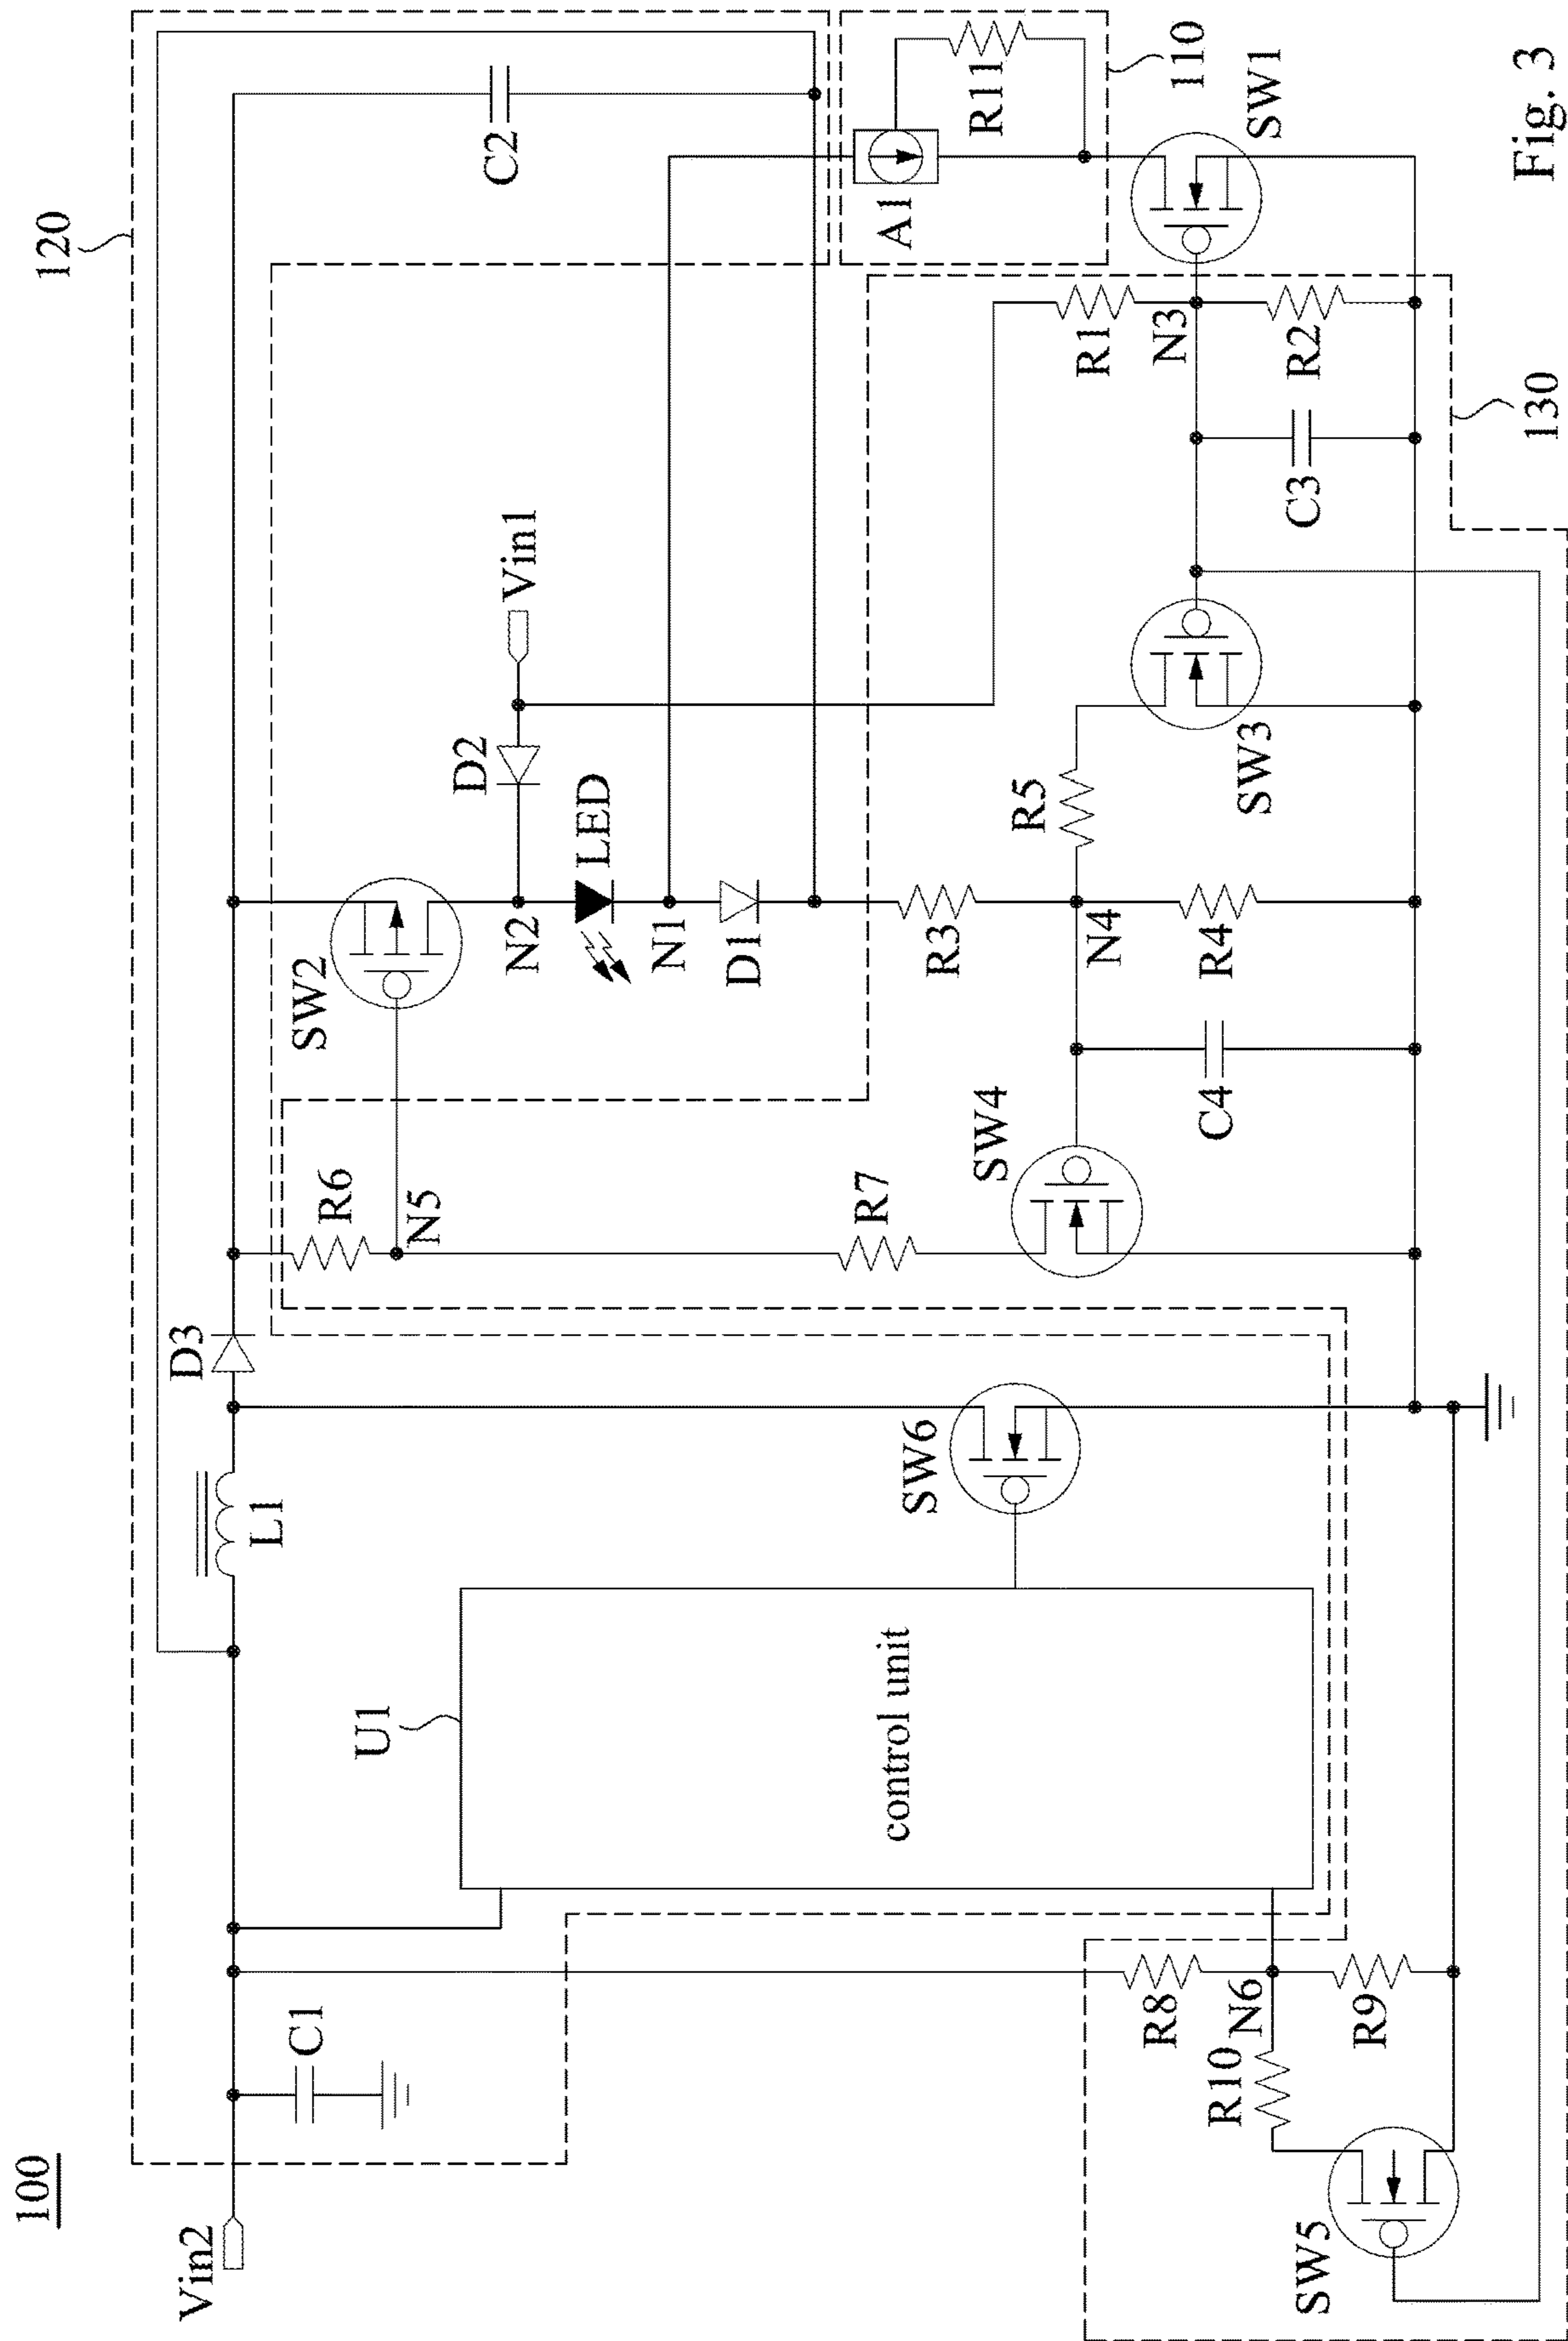 100
120
Vin2
C1
L1
D3
C2
U1
control unit
R6
N5
SW2
N2
LED
D2
Vin1
N1
D1
A1
R11
110
SW6
R7
SW4
R3
R5
N4
R4
C4
SW3
R1
N3
R2
C3
SW1
R8
N6
R10
R9
SW5
130
Fig. 3